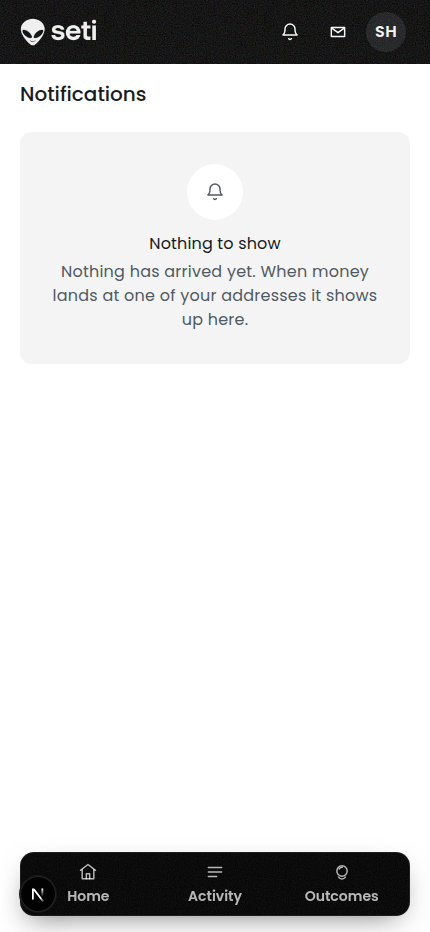 seti
SH
Notifications
Nothing to show
Nothing has arrived yet. When money
lands at one of your addresses it shows
up here.
N
Home
Activity
Outcomes